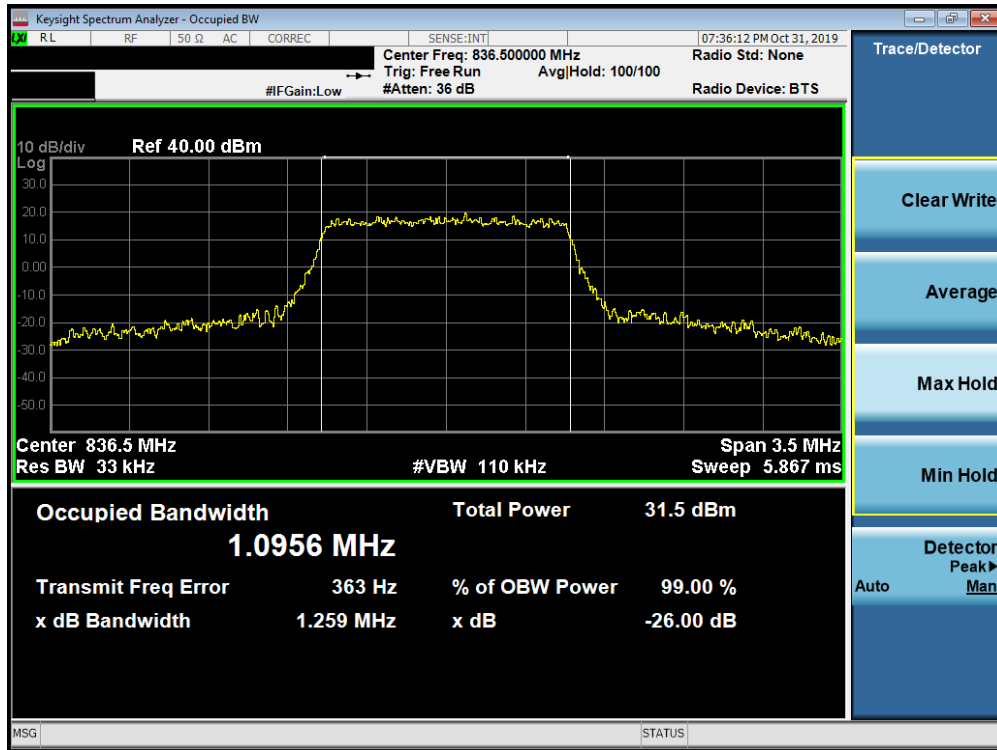 Keysight Spectrum Analyzer - Occupied BW
LXI RL RF 50 Ω AC CORREC SENSE:INT 07:36:12 PM Oct 31, 2019
Center Freq: 836.500000 MHz Radio Std: None
Trig: Free Run Avg|Hold: 100/100
#IFGain:Low #Atten: 36 dB Radio Device: BTS
10 dB/div Ref 40.00 dBm
Log
30.0
20.0
10.0
0.00
-10.0
-20.0
-30.0
-40.0
-50.0
Center 836.5 MHz Span 3.5 MHz
Res BW 33 kHz #VBW 110 kHz Sweep 5.867 ms
Occupied Bandwidth Total Power 31.5 dBm
1.0956 MHz
Transmit Freq Error 363 Hz % of OBW Power 99.00 %
x dB Bandwidth 1.259 MHz x dB -26.00 dB
MSG STATUS
Trace/Detector
Clear Write
Average
Max Hold
Min Hold
Detector
Peak▶
Auto Man